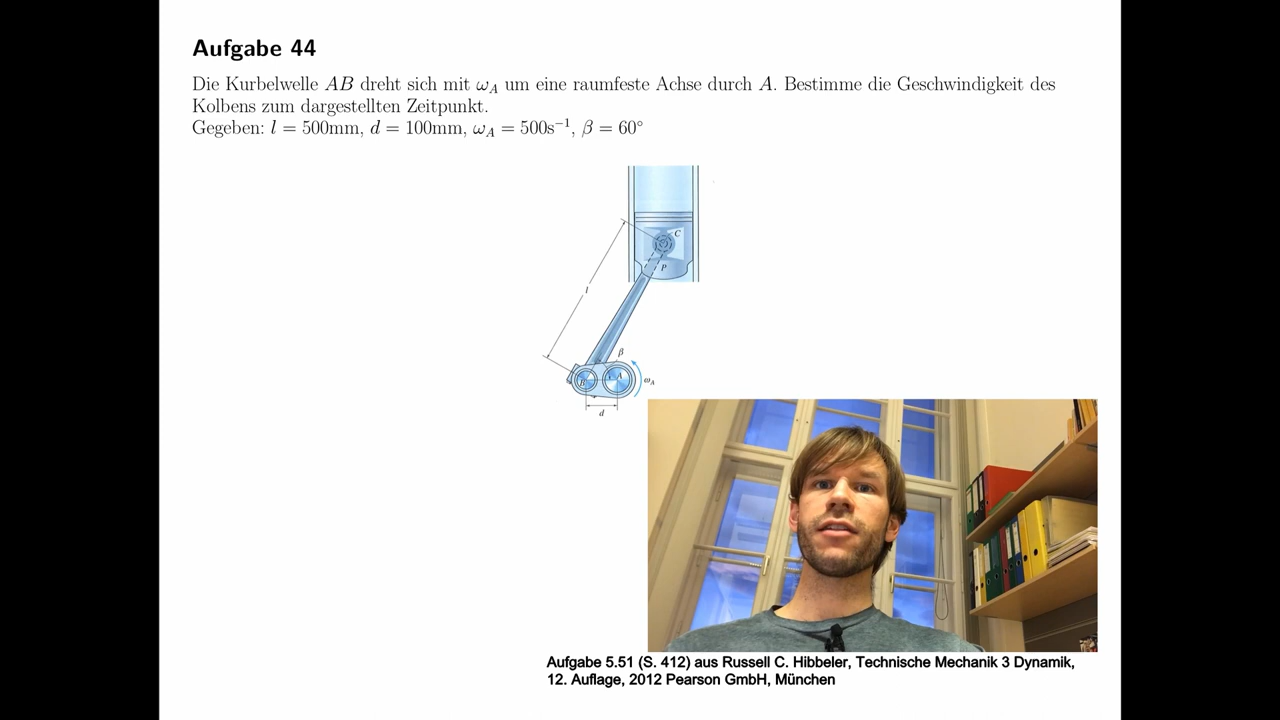 Aufgabe 44
Die Kurbelwelle AB dreht sich mit ω_A um eine raumfeste Achse durch A. Bestimme die Geschwindigkeit des
Kolbens zum dargestellten Zeitpunkt.
Gegeben: l = 500mm, d = 100mm, ω_A = 500s⁻¹, β = 60°
C
P
l
β
B
A
ω_A
d
Aufgabe 5.51 (S. 412) aus Russell C. Hibbeler, Technische Mechanik 3 Dynamik,
12. Auflage, 2012 Pearson GmbH, München